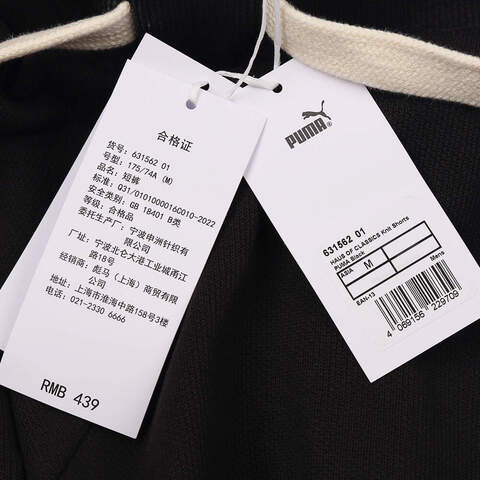 合格证
货号: 631562 01
号型: 175/74A (M)
品名: 短裤
标准: Q31/0101000016C010-2022
安全类别: GB 18401 B类
等级: 合格品
委托生产厂: 宁波申洲针织有
限公司
厂址: 宁波北仑大港工业城甬江
路18号
经销商: 彪马（上海）商贸有限
公司
地址: 上海市淮海中路158号3楼
电话: 021-2330 6666
RMB 439
PUMA®
631562 01
HAUS OF CLASSICS Knit Shorts
PUMA Black
Mens
ASIA M
EAN-13
4 069156 229709